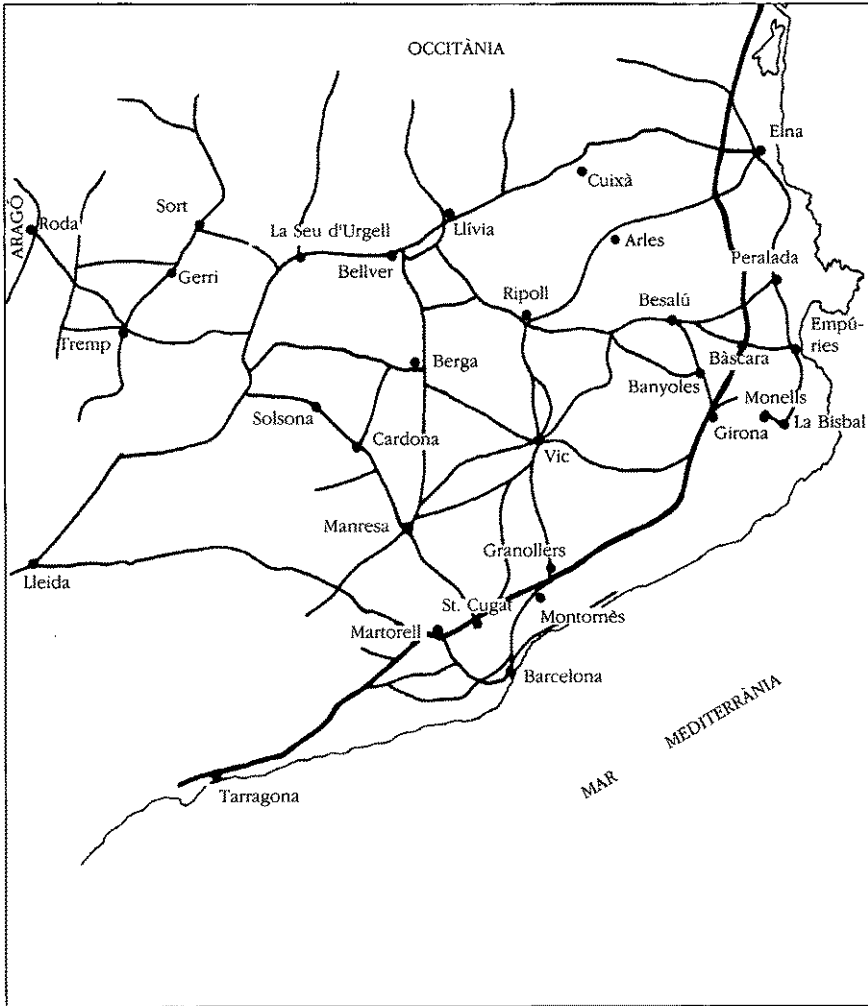 OCCITÀNIA
Elna
Cuixà
ARAGÓ
Roda
Sort
La Seu d'Urgell
Llívia
Arles
Bellver
Gerri
Peralada
Ripoll
Besalú
Tremp
Empú-
ries
Berga
Bàscara
Banyoles
Monells
Solsona
La Bisbal
Girona
Cardona
Vic
Manresa
Granollers
Lleida
St. Cugat
Montornès
Martorell
Barcelona
MAR MEDITERRÀNIA
Tarragona